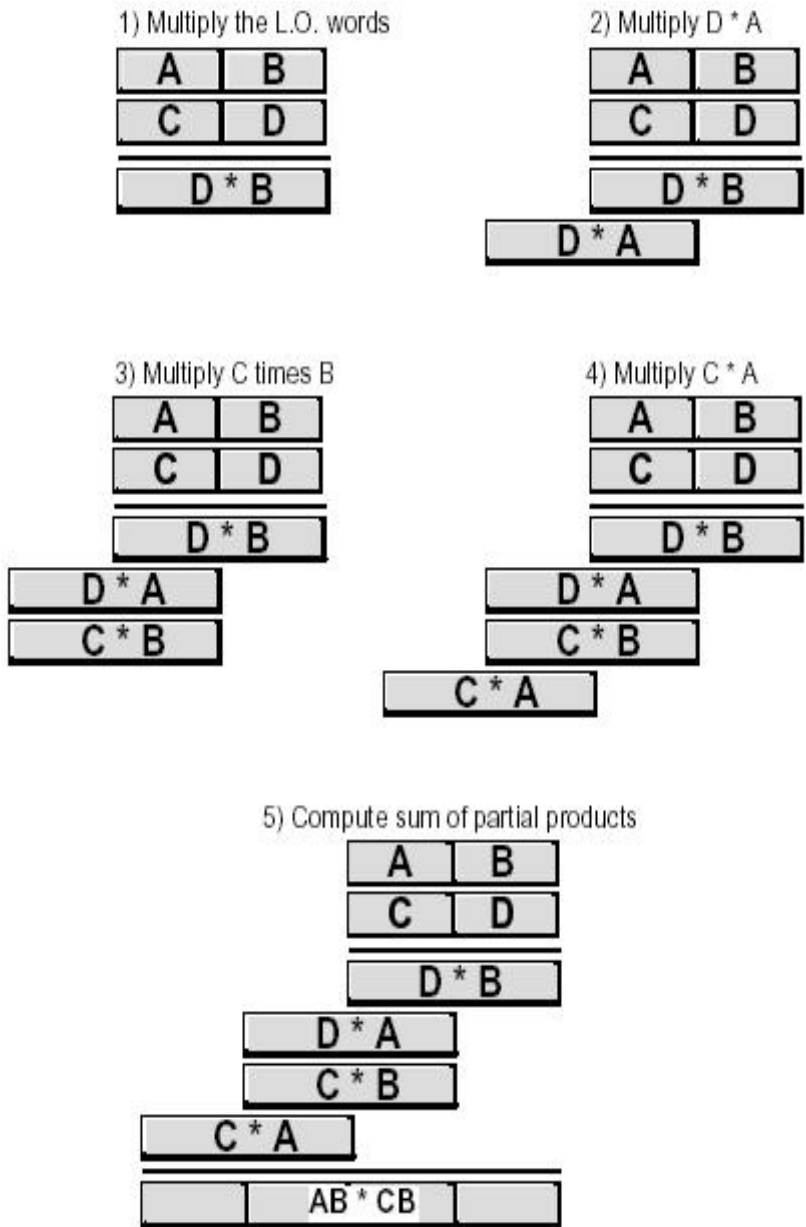 1) Multiply the L.O. words
A B
C D
D * B
2) Multiply D * A
A B
C D
D * B
D * A
3) Multiply C times B
A B
C D
D * B
D * A
C * B
4) Multiply C * A
A B
C D
D * B
D * A
C * B
C * A
5) Compute sum of partial products
A B
C D
D * B
D * A
C * B
C * A
AB * CB